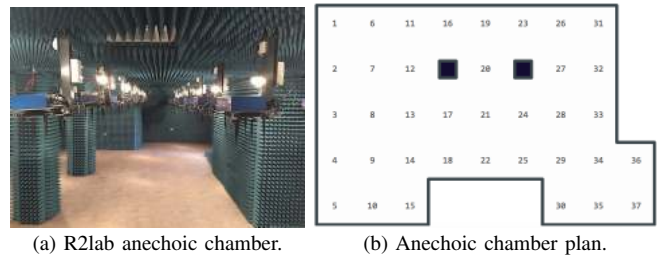 1 6 11 16 19 23 26 31
2 7 12 20 27 32
3 8 13 17 21 24 28 33
4 9 14 18 22 25 29 34 36
5 10 15 30 35 37
(a) R2lab anechoic chamber. (b) Anechoic chamber plan.